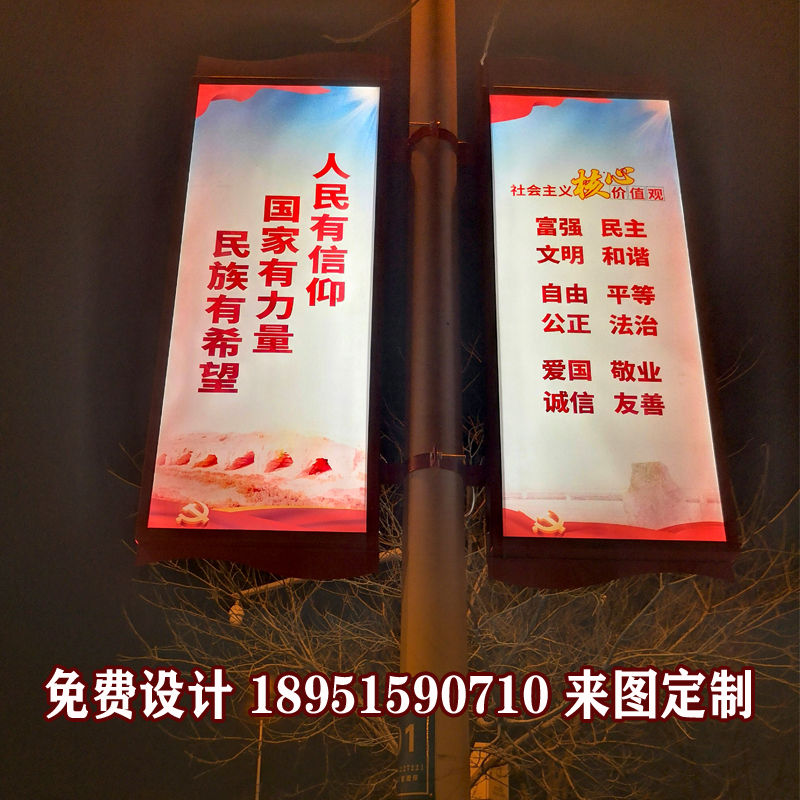 人民有信仰
国家有力量
民族有希望
社会主义核心价值观
富强 民主
文明 和谐
自由 平等
公正 法治
爱国 敬业
诚信 友善
免费设计 18951590710 来图定制
01